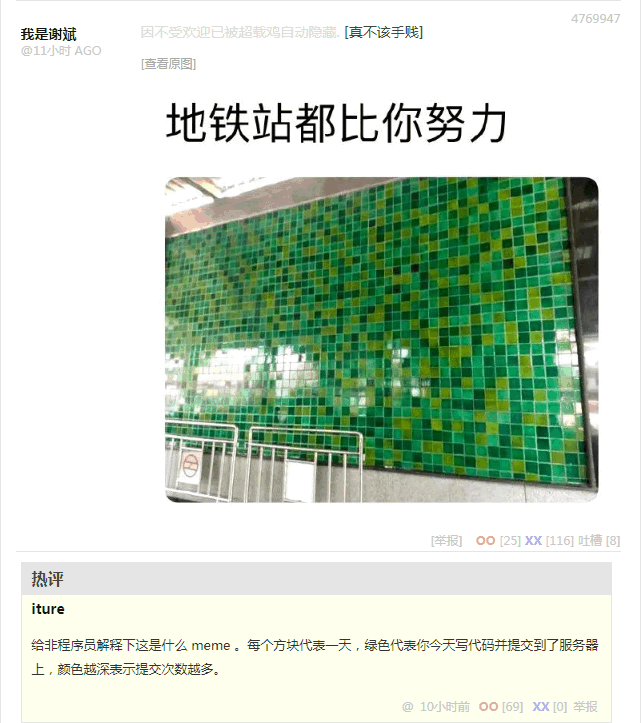 4769947
我是谢斌
@11小时 AGO
因不受欢迎已被超载鸡自动隐藏. [真不该手贱]
[查看原图]
地铁站都比你努力
[举报] OO [25] XX [116] 吐槽 [8]
热评
iture
给非程序员解释下这是什么 meme 。每个方块代表一天，绿色代表你今天写代码并提交到了服务器
上，颜色越深表示提交次数越多。
@ 10小时前 OO [69] XX [0] 举报